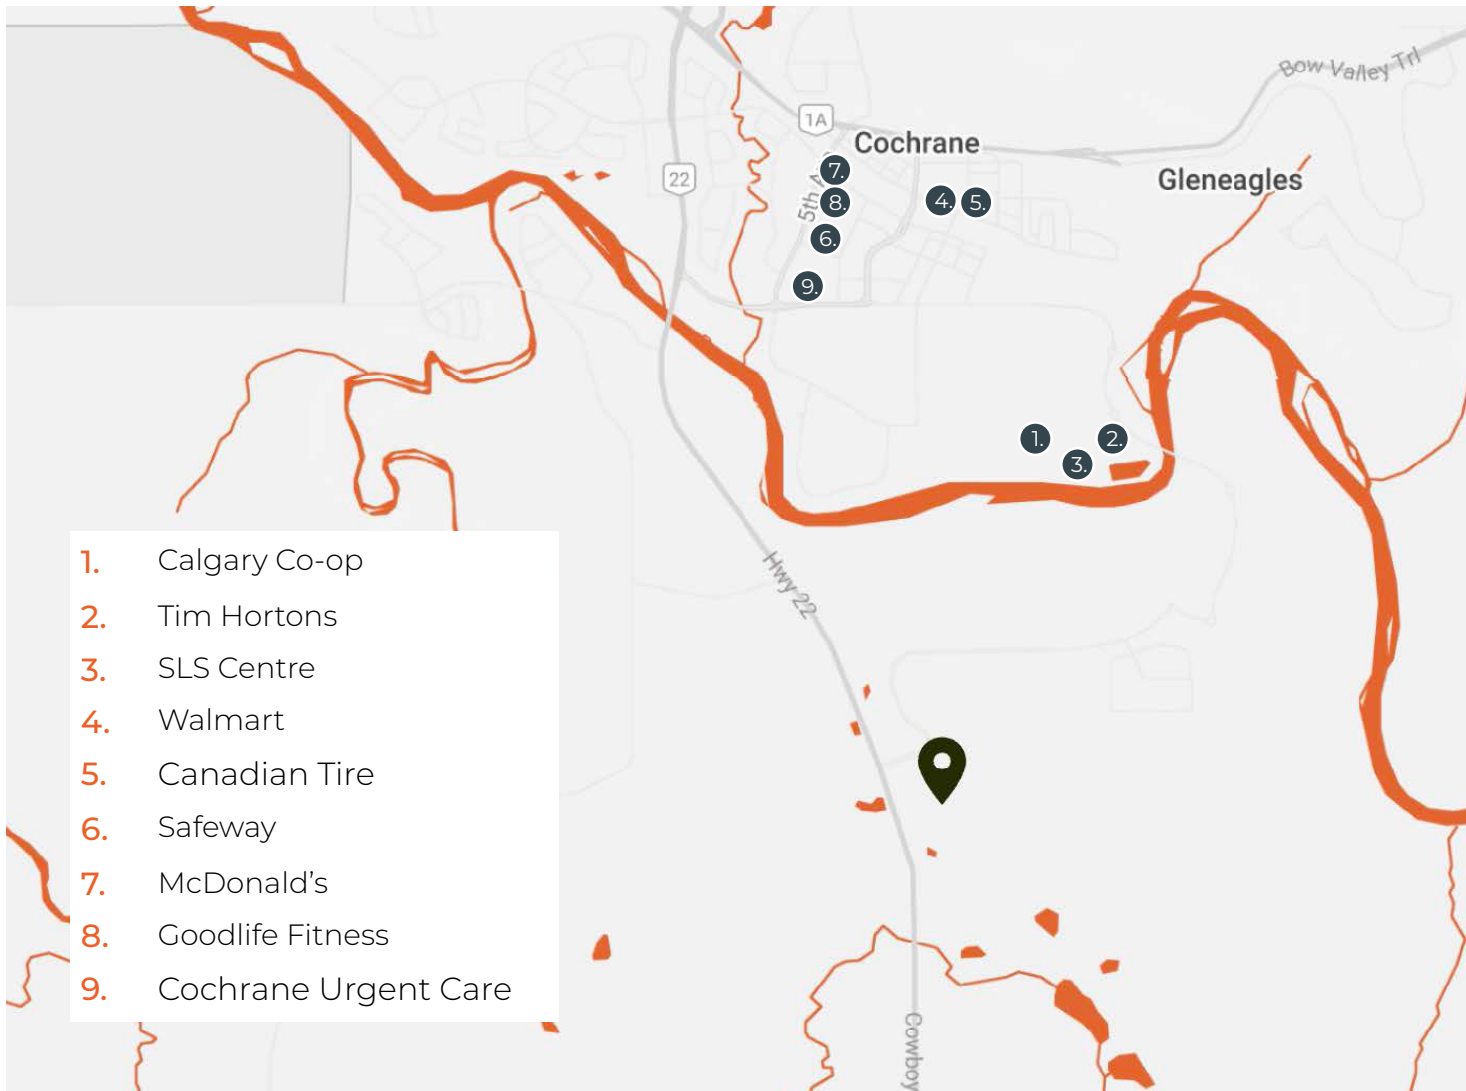 Bow Valley Trl
1A
Cochrane
Gleneagles
22
5th A
7.
8.
4.
5.
6.
9.
1.
2.
3.
Hwy 22
Cowboy
1. Calgary Co-op
2. Tim Hortons
3. SLS Centre
4. Walmart
5. Canadian Tire
6. Safeway
7. McDonald’s
8. Goodlife Fitness
9. Cochrane Urgent Care